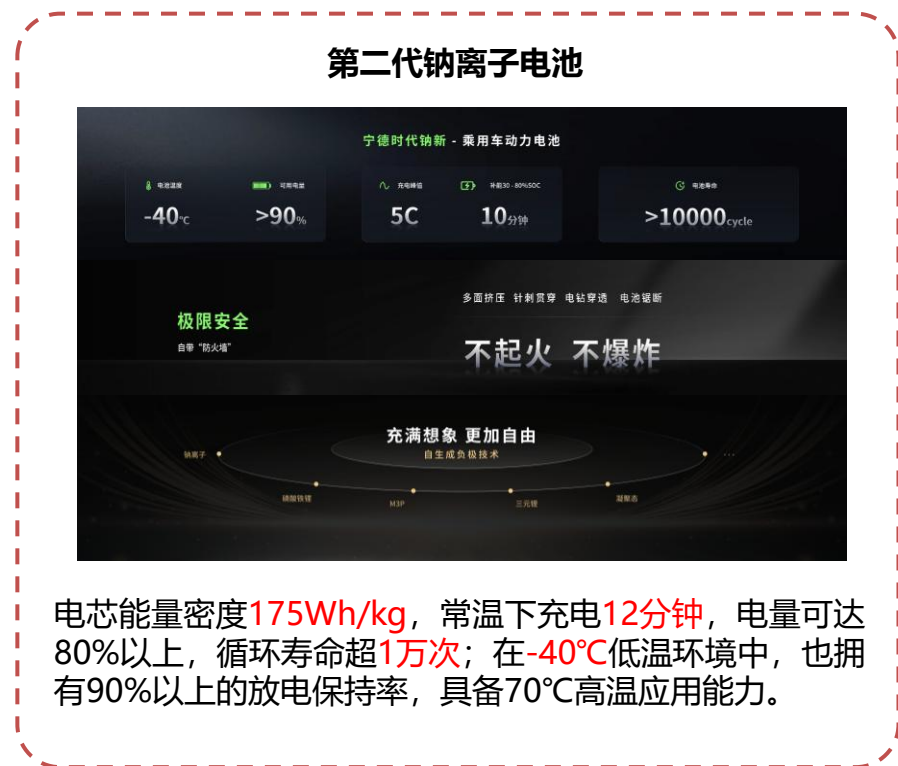 第二代钠离子电池
宁德时代钠新 - 乘用车动力电池
电池温度 可用电量 充电峰值 补能30 - 80%SOC 电池寿命
-40℃ >90% 5C 10分钟 >10000cycle
多面挤压 针刺贯穿 电钻穿透 电池锯断
极限安全
自带“防火墙”
不起火 不爆炸
充满想象 更加自由
自生成负极技术
钠离子 ...
磷酸铁锂 M3P 三元锂 凝聚态
电芯能量密度175Wh/kg，常温下充电12分钟，电量可达
80%以上，循环寿命超1万次；在-40℃低温环境中，也拥
有90%以上的放电保持率，具备70℃高温应用能力。